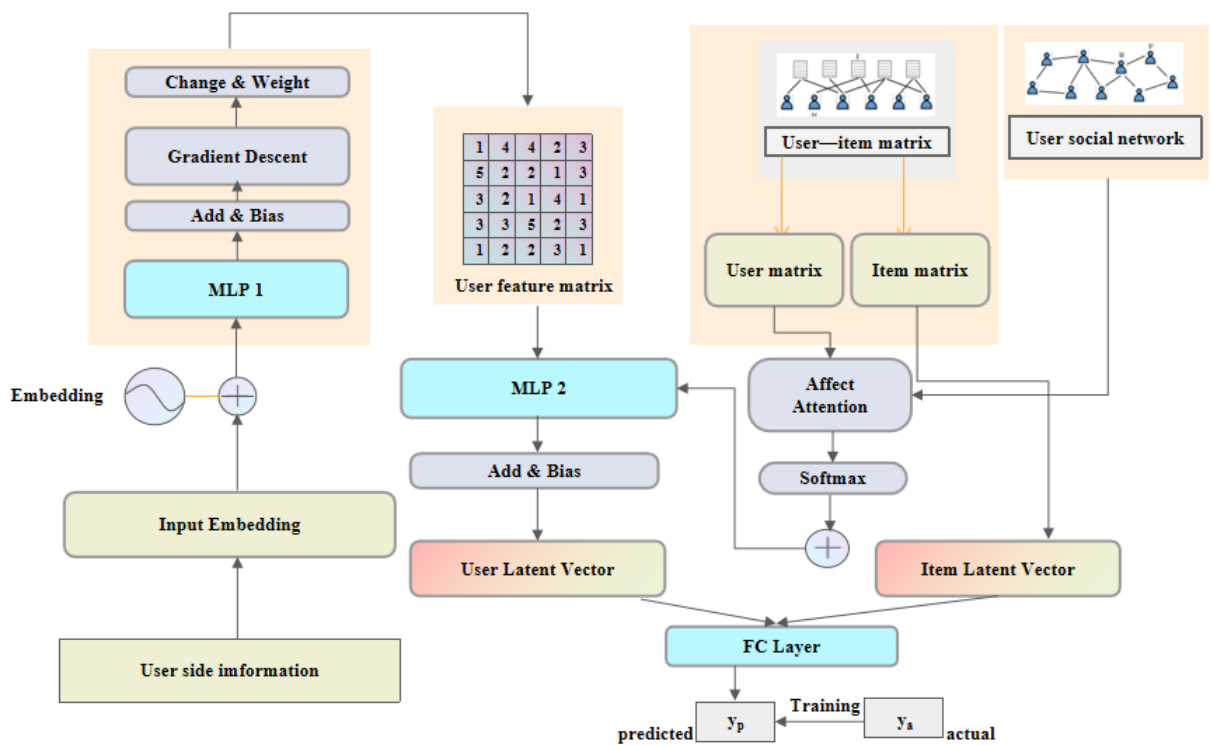 Change & Weight
Gradient Descent
Add & Bias
MLP 1
Embedding
Input Embedding
User side imformation
1 4 4 2 3
5 2 2 1 3
3 2 1 4 1
3 3 5 2 3
1 2 2 3 1
User feature matrix
MLP 2
Add & Bias
User Latent Vector
User—item matrix
User matrix
Item matrix
User social network
Affect
Attention
Softmax
Item Latent Vector
FC Layer
predicted
yp
Training
ya
actual